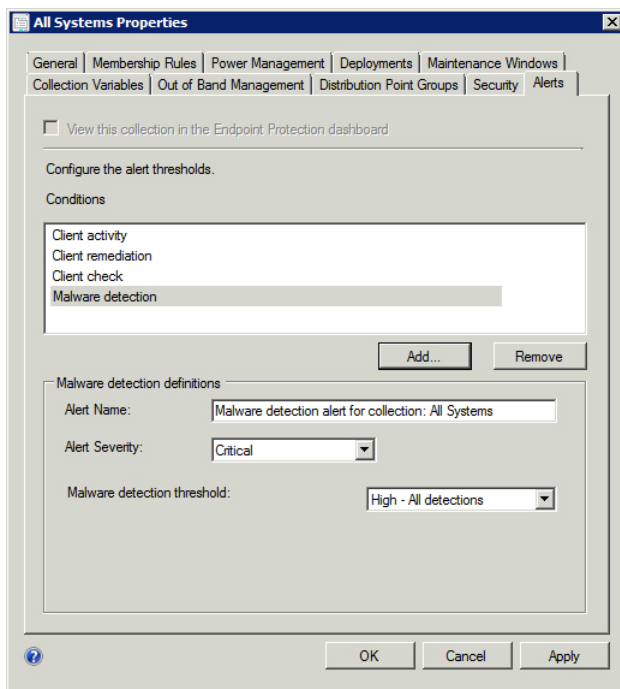 All Systems Properties
General Membership Rules Power Management Deployments Maintenance Windows
Collection Variables Out of Band Management Distribution Point Groups Security Alerts
View this collection in the Endpoint Protection dashboard
Configure the alert thresholds.
Conditions
Client activity
Client remediation
Client check
Malware detection
Add... Remove
Malware detection definitions
Alert Name: Malware detection alert for collection: All Systems
Alert Severity: Critical
Malware detection threshold: High - All detections
OK Cancel Apply